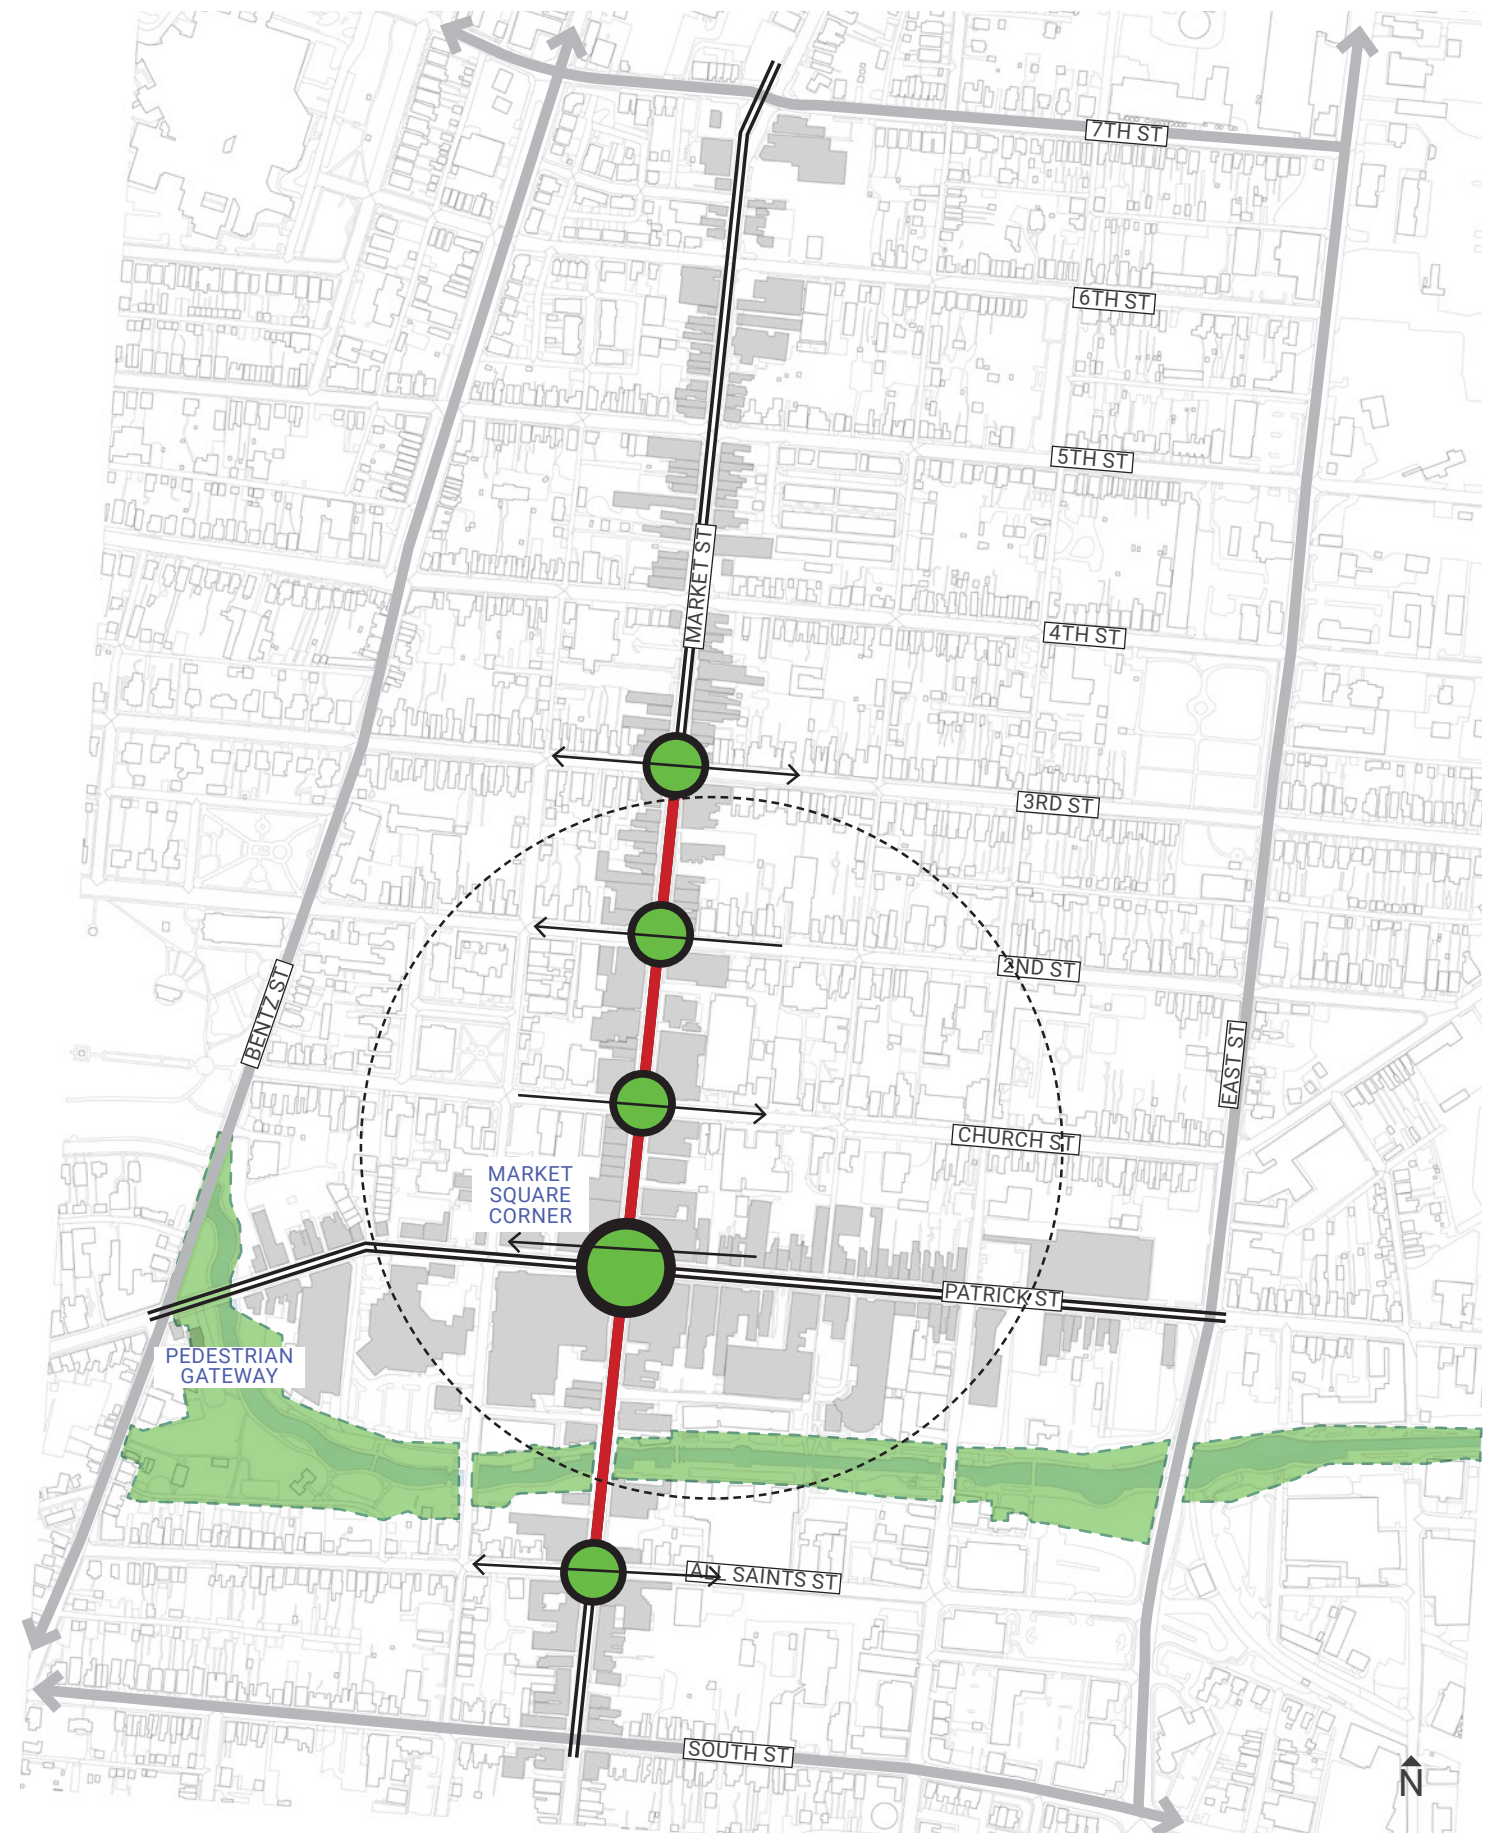 7TH ST
6TH ST
5TH ST
MARKET ST
4TH ST
3RD ST
2ND ST
BENTZ ST
EAST ST
CHURCH ST
MARKET
SQUARE
CORNER
PATRICK ST
PEDESTRIAN
GATEWAY
ALL SAINTS ST
SOUTH ST
N